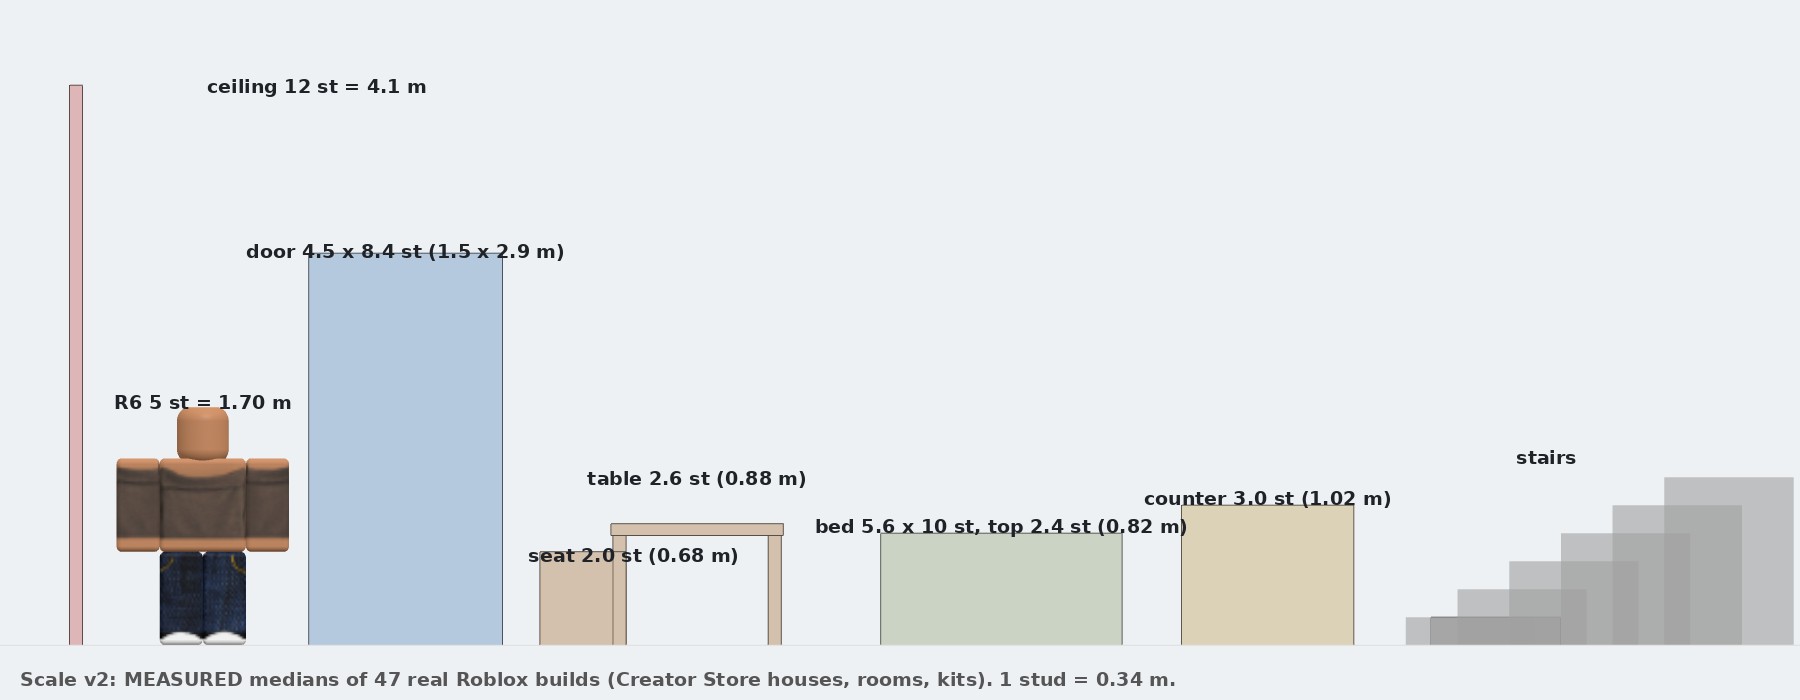 ceiling 12 st = 4.1 m
door 4.5 x 8.4 st (1.5 x 2.9 m)
R6 5 st = 1.70 m
stairs
table 2.6 st (0.88 m)
counter 3.0 st (1.02 m)
bed 5.6 x 10 st, top 2.4 st (0.82 m)
seat 2.0 st (0.68 m)
Scale v2: MEASURED medians of 47 real Roblox builds (Creator Store houses, rooms, kits). 1 stud = 0.34 m.